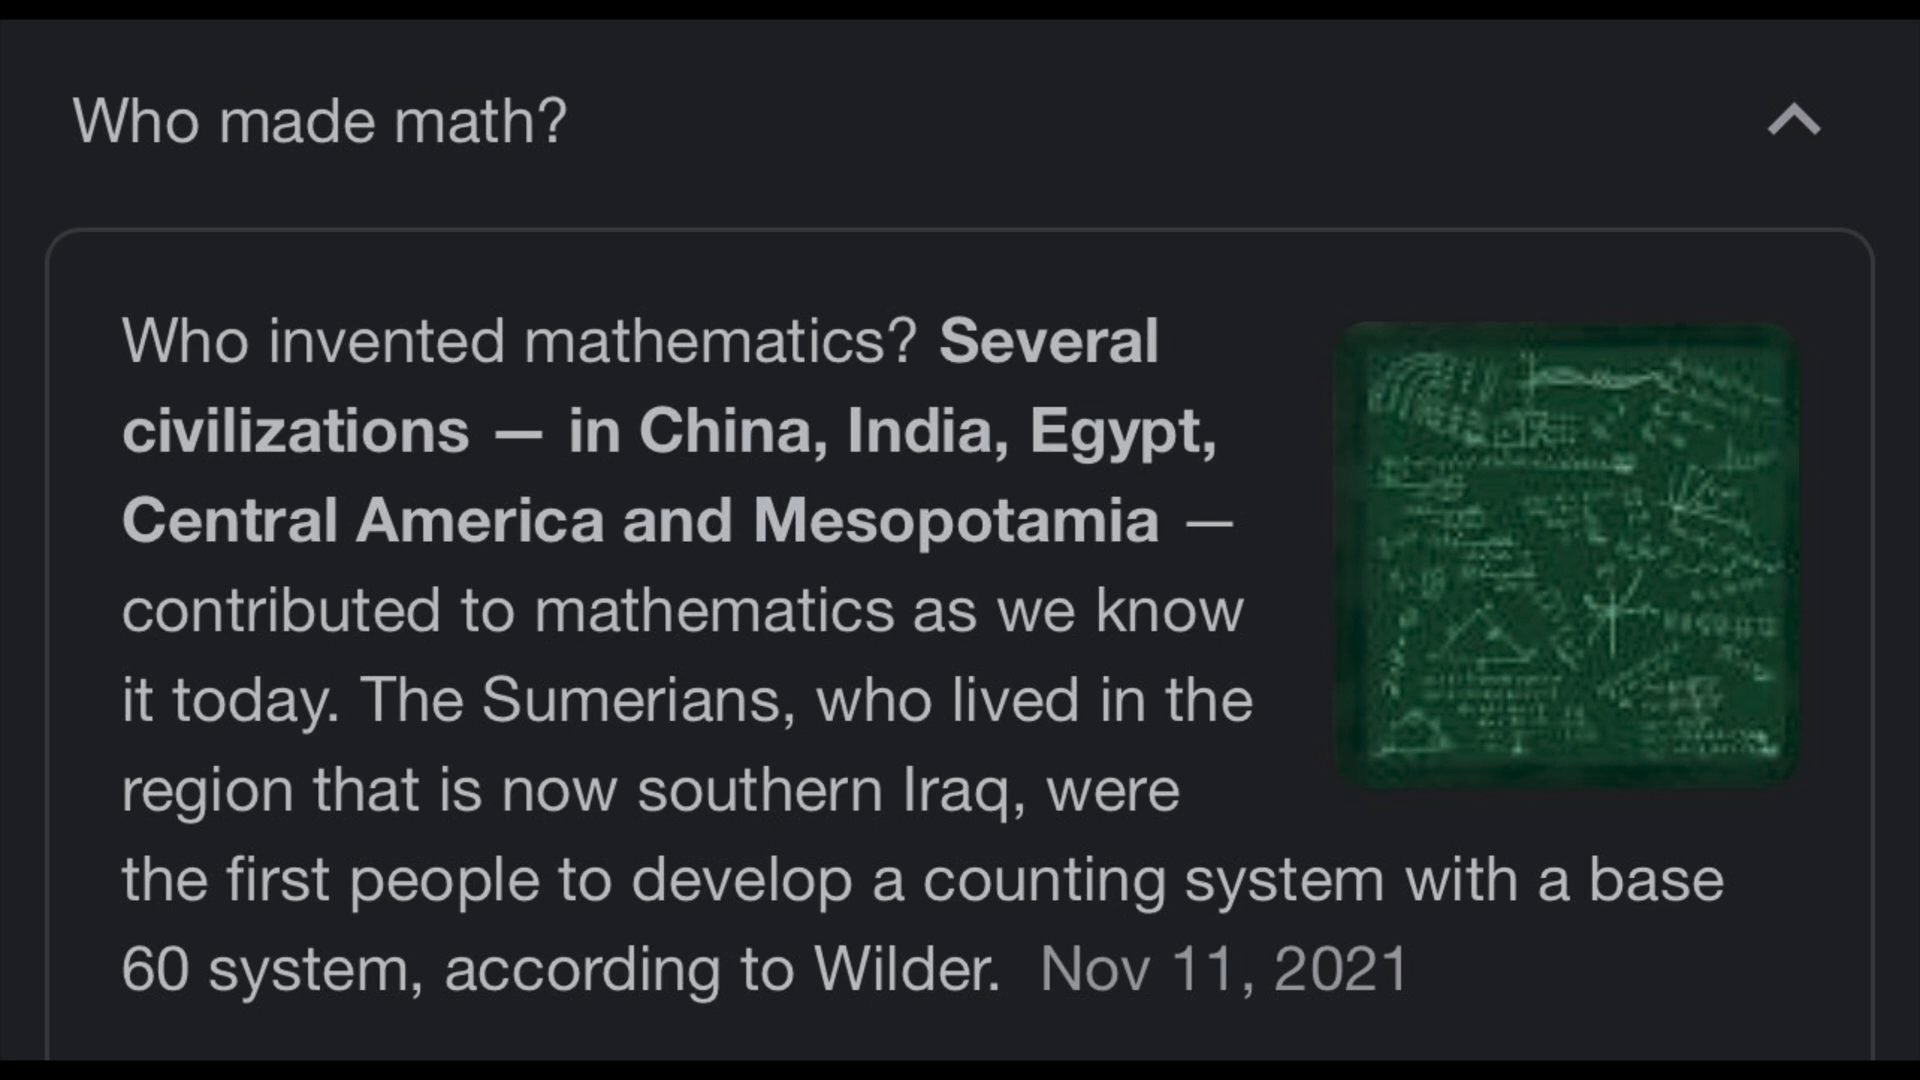 Who made math?
Who invented mathematics? Several
civilizations — in China, India, Egypt,
Central America and Mesopotamia —
contributed to mathematics as we know
it today. The Sumerians, who lived in the
region that is now southern Iraq, were
the first people to develop a counting system with a base
60 system, according to Wilder. Nov 11, 2021